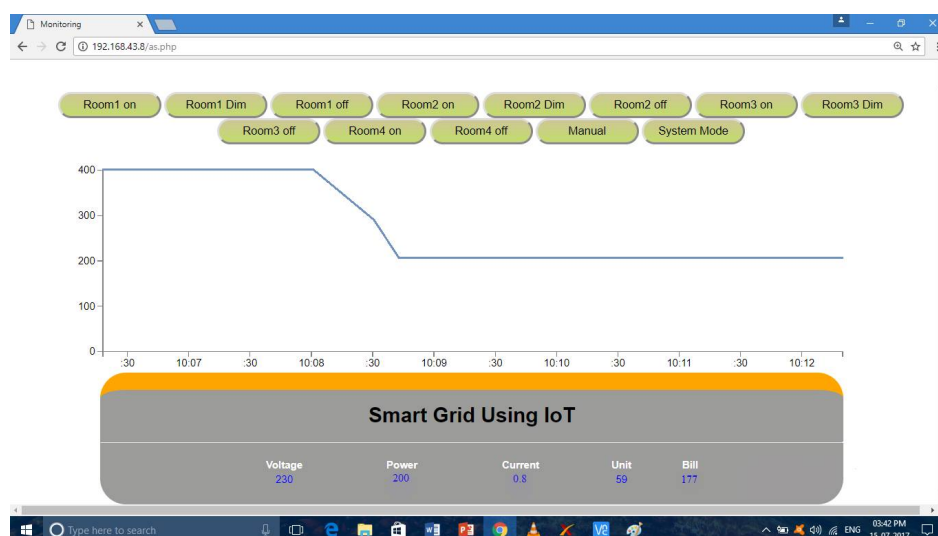 Monitoring
192.168.43.8/as.php
Room1 on Room1 Dim Room1 off Room2 on Room2 Dim Room2 off Room3 on Room3 Dim
Room3 off Room4 on Room4 off Manual System Mode
400
300
200
100
0
:30 10:07 :30 10:08 :30 10:09 :30 10:10 :30 10:11 :30 10:12
Smart Grid Using IoT
Voltage Power Current Unit Bill
230 200 0.8 59 177
Type here to search ENG 03:42 PM
15-07-2017